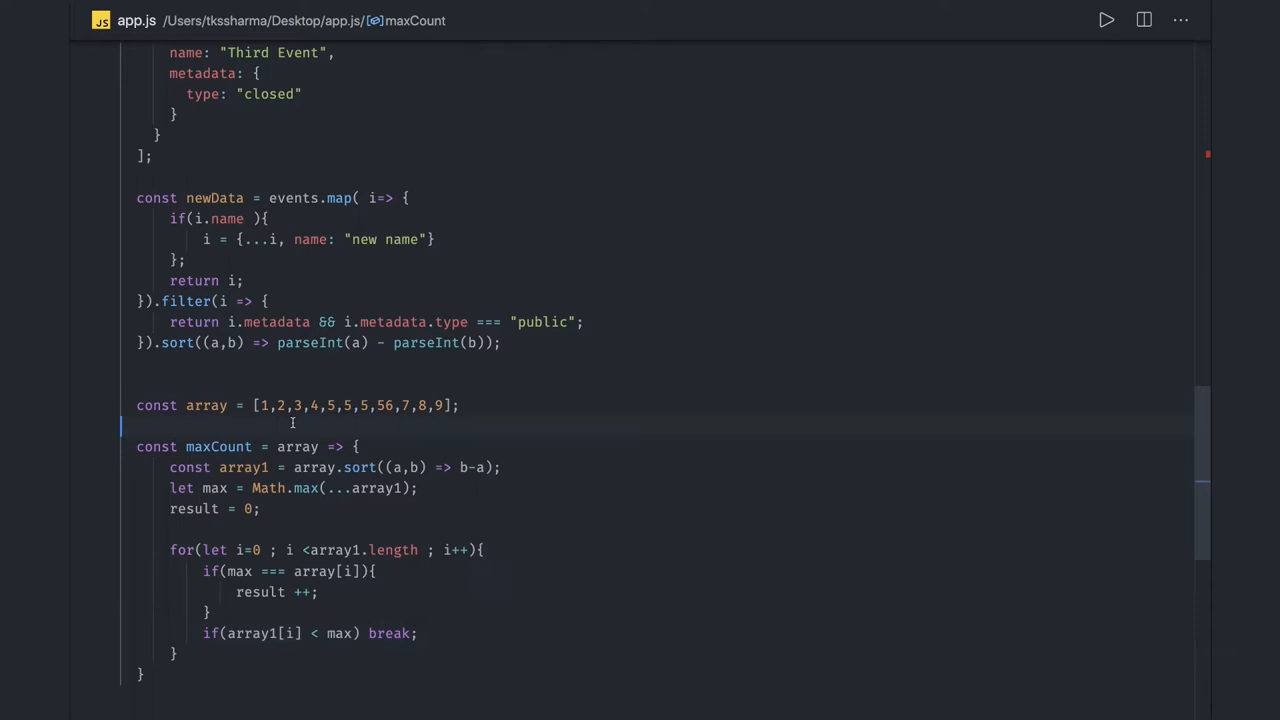 JS app.js /Users/tkssharma/Desktop/app.js/maxCount
name: "Third Event",
metadata: {
type: "closed"
}
}
];
const newData = events.map( i=> {
if(i.name ){
i = {...i, name: "new name"}
};
return i;
}).filter(i => {
return i.metadata && i.metadata.type === "public";
}).sort((a,b) => parseInt(a) - parseInt(b));
const array = [1,2,3,4,5,5,5,56,7,8,9];
const maxCount = array => {
const array1 = array.sort((a,b) => b-a);
let max = Math.max(...array1);
result = 0;
for(let i=0 ; i <array1.length ; i++){
if(max === array[i]){
result ++;
}
if(array1[i] < max) break;
}
}